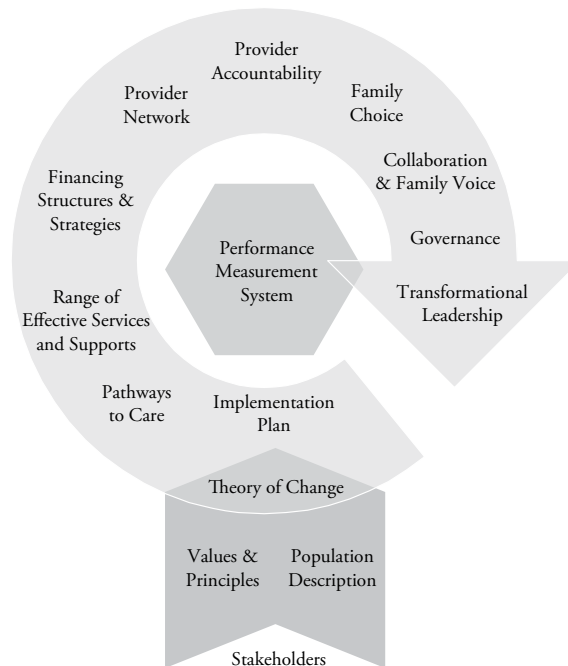 Provider
Accountability
Family
Choice
Provider
Network
Collaboration
& Family Voice
Financing
Structures &
Strategies
Governance
Performance
Measurement
System
Transformational
Leadership
Range of
Effective Services
and Supports
Pathways
to Care
Implementation
Plan
Theory of Change
Values &
Principles
Population
Description
Stakeholders